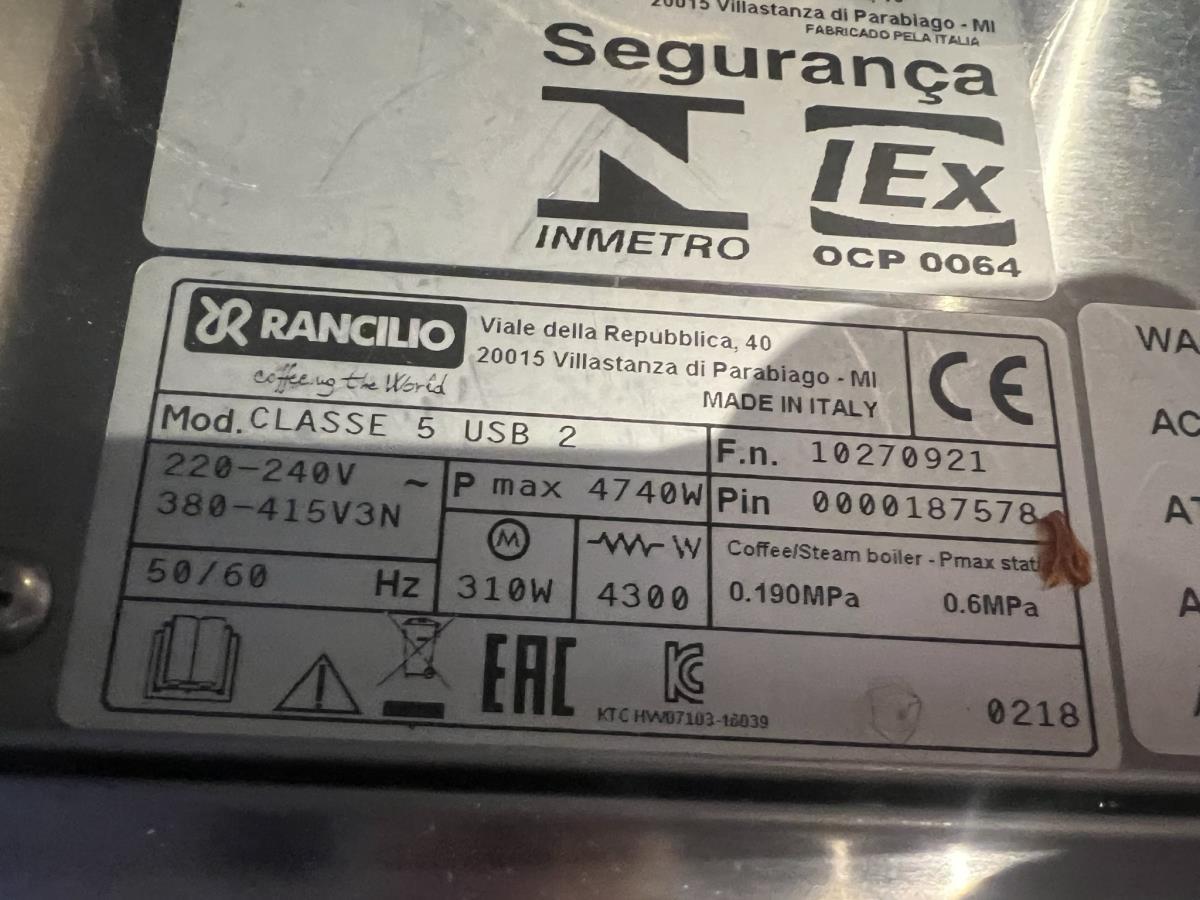 20015 Villastanza di Parabiago - MI
FABRICADO PELA ITALIA
Segurança
INMETRO
IEx
OCP 0064
RANCILIO
coffeeing the World
Viale della Repubblica, 40
20015 Villastanza di Parabiago - MI
MADE IN ITALY
CE
Mod. CLASSE 5 USB 2
F.n. 10270921
220-240V ~
380-415V3N
P max 4740W
Pin 0000187578
50/60 Hz
M
310W
W
4300
Coffee/Steam boiler - Pmax stat
0.190MPa 0.6MPa
EAC
KC
KTC HW07103-16039
0218
WA
AC
AT
A